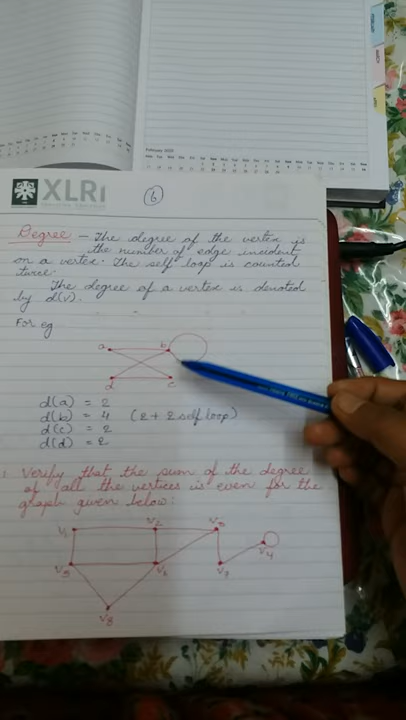 XLRI
6
Degree - The degree of the vertex is
the number of edge incident
on a vertex. The self loop is counted
twice.
The degree of a vertex is denoted
by d(v).
For eg
a b
d c
d(a) = 2
d(b) = 4 (2+2 self loop)
d(c) = 2
d(d) = 2
Verify that the sum of the degree
of all the vertices is even for the
graph given below:
V1 V2 V3
V4
V5 V6 V7
V8